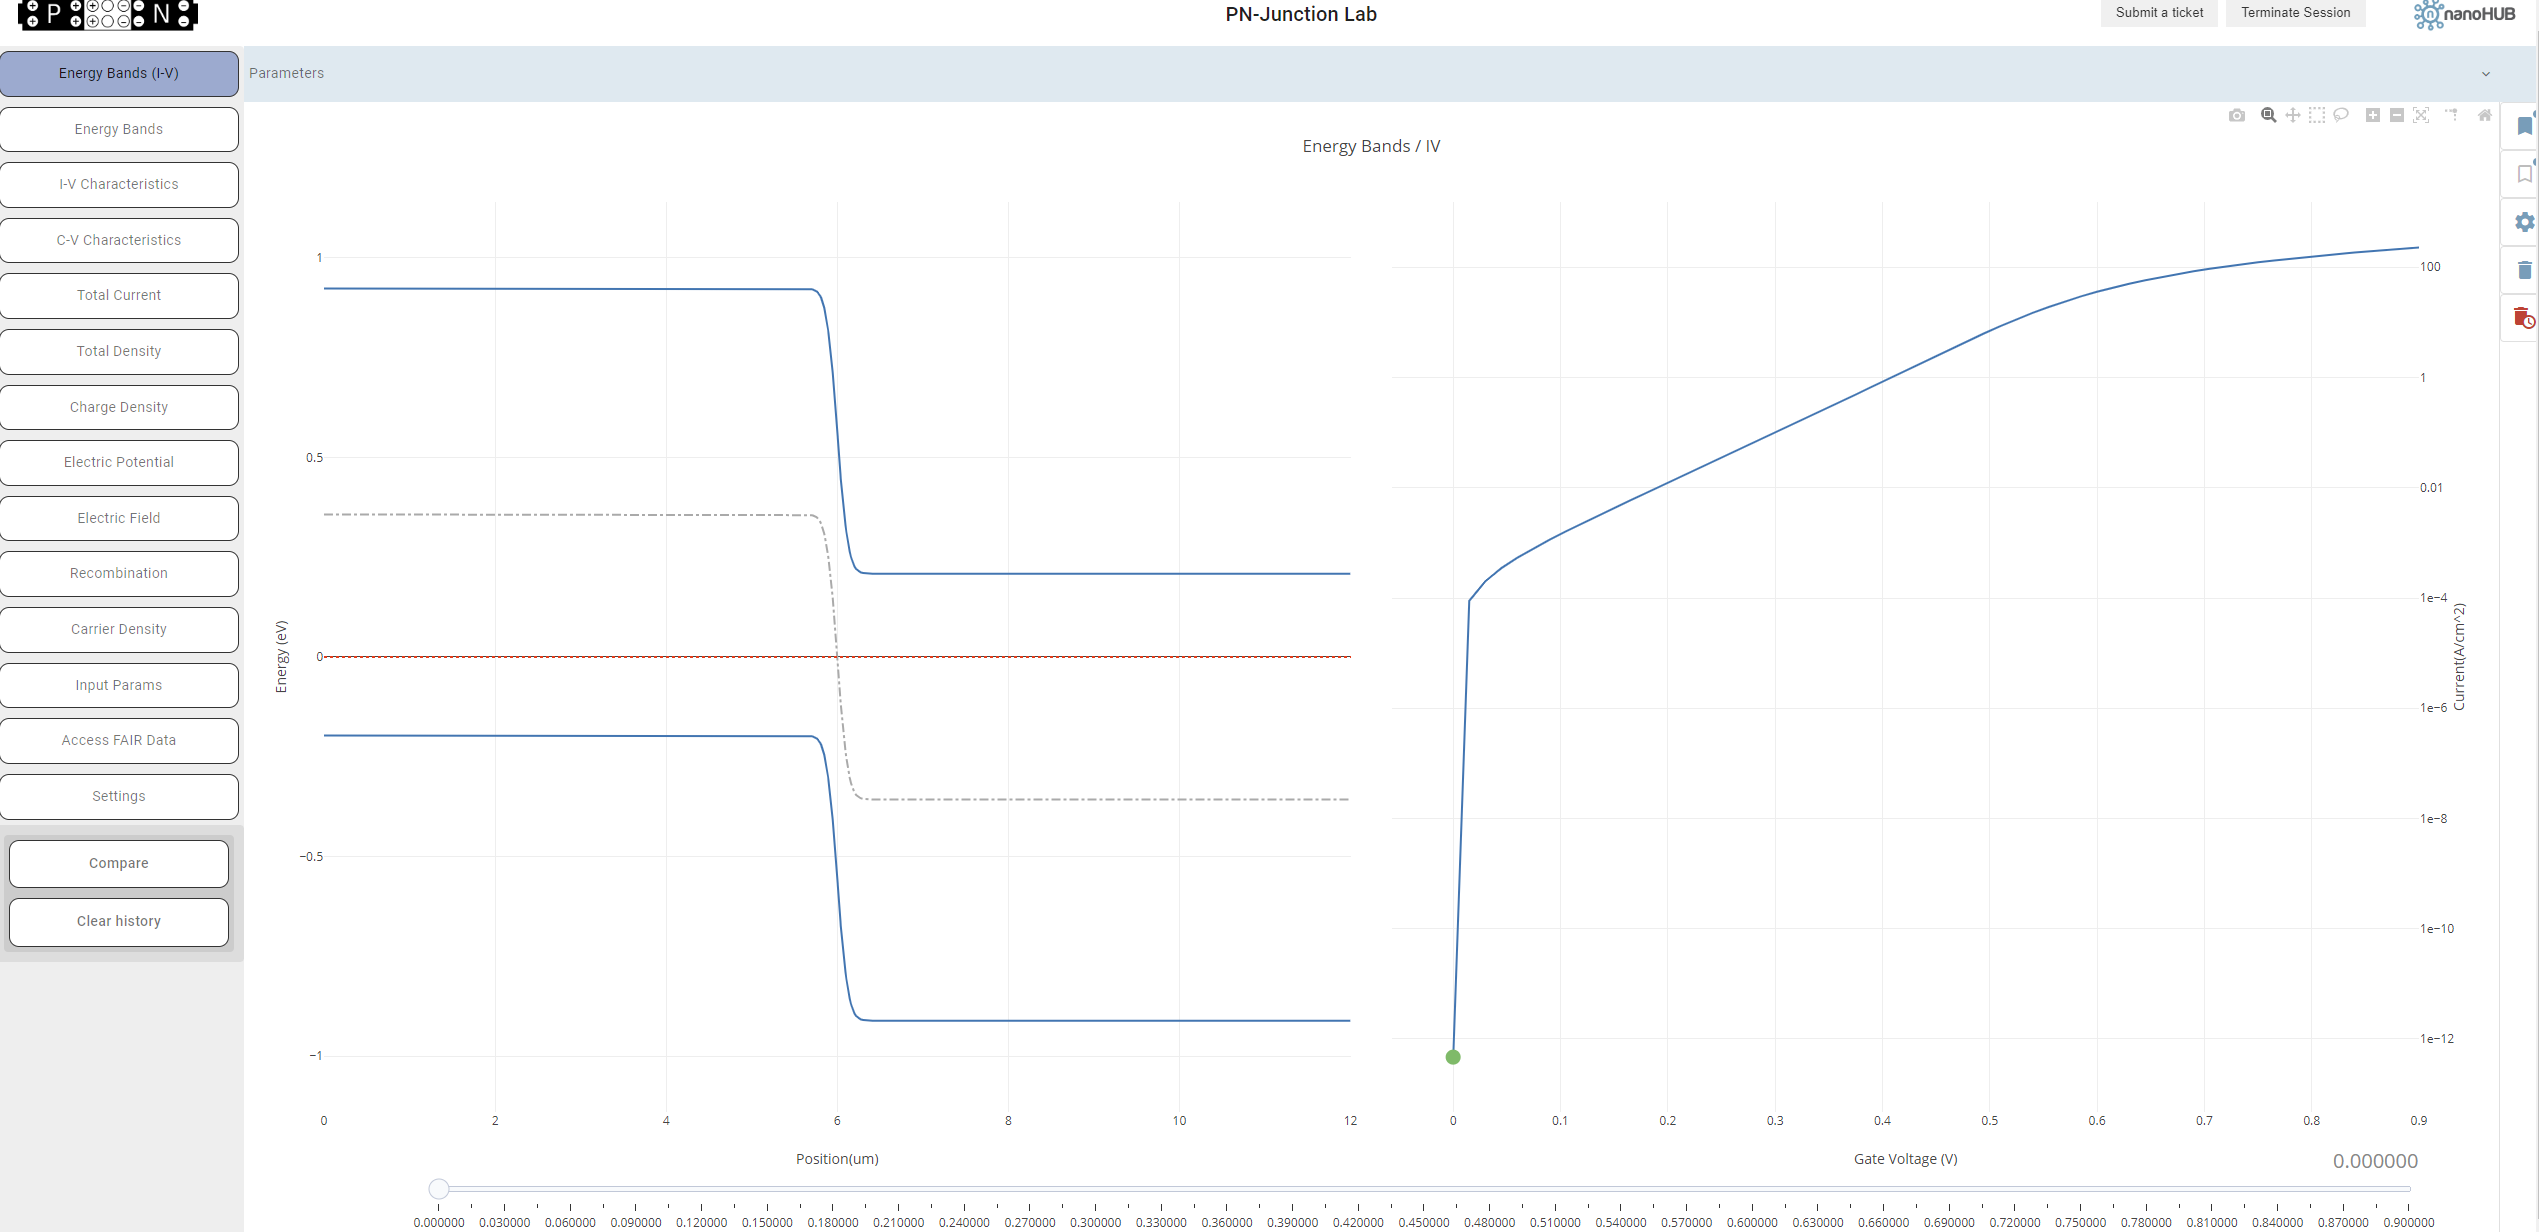 P N
PN-Junction Lab
Submit a ticket
Terminate Session
nanoHUB
Energy Bands (I-V)
Energy Bands
I-V Characteristics
C-V Characteristics
Total Current
Total Density
Charge Density
Electric Potential
Electric Field
Recombination
Carrier Density
Input Params
Access FAIR Data
Settings
Compare
Clear history
Parameters
Energy Bands / IV
1
0.5
0
−0.5
−1
Energy (eV)
0 2 4 6 8 10 12
Position(um)
100
1
0.01
1e−4
1e−6
1e−8
1e−10
1e−12
Current(A/cm^2)
0 0.1 0.2 0.3 0.4 0.5 0.6 0.7 0.8 0.9
Gate Voltage (V)
0.000000
0.000000 0.030000 0.060000 0.090000 0.120000 0.150000 0.180000 0.210000 0.240000 0.270000 0.300000 0.330000 0.360000 0.390000 0.420000 0.450000 0.480000 0.510000 0.540000 0.570000 0.600000 0.630000 0.660000 0.690000 0.720000 0.750000 0.780000 0.810000 0.840000 0.870000 0.900000